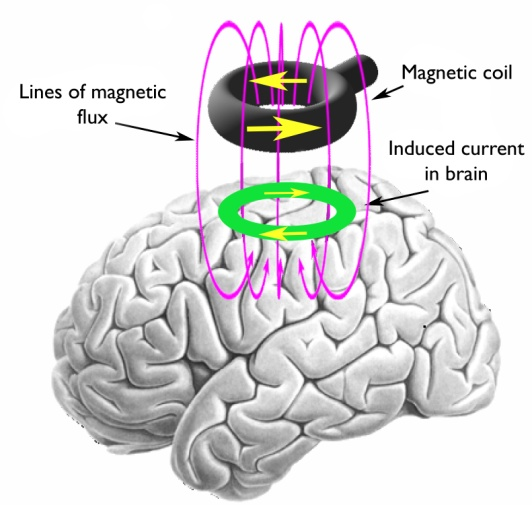 Lines of magnetic
flux
Magnetic coil
Induced current
in brain